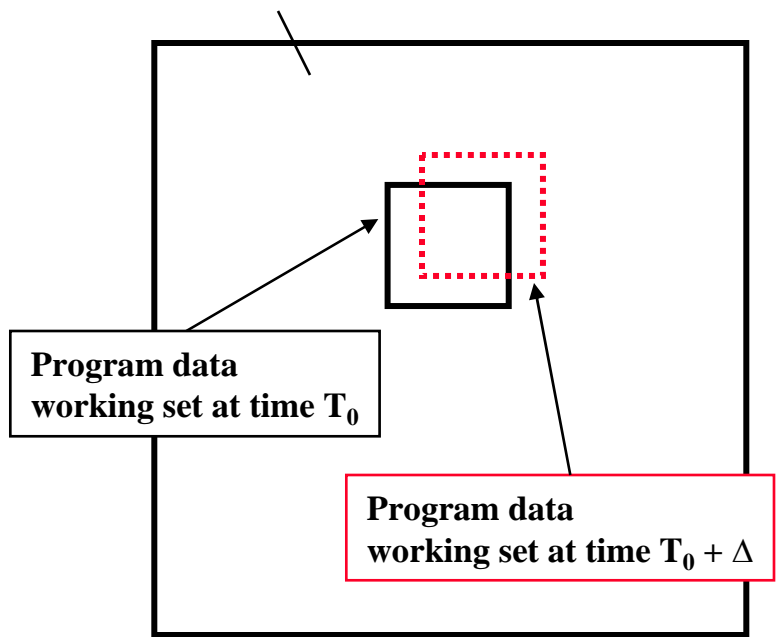 Program data
working set at time T₀
Program data
working set at time T₀ + Δ